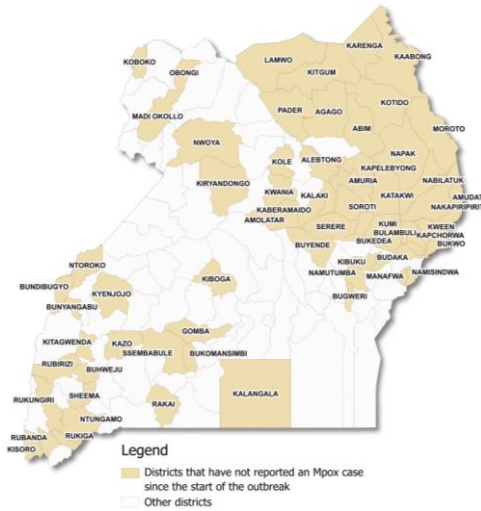 KARENGA
KAABONG
LAMWO
KITGUM
KOBOKO
OBONGI
KOTIDO
PADER
AGAGO
MADI OKOLLO
ABIM
MOROTO
NWOYA
NAPAK
KOLE
ALEBTONG
KAPELEBYONG
AMURIA
NABILATUK
KIRYANDONGO
KWANIA
KALAKI
KATAKWI
AMUDAT
KABERAMAIDO
SOROTI
NAKAPIRIPIRIT
AMOLATAR
SERERE
KUMI
KWEEN
BULAMBULI
KAPCHORWA
BUYENDE
BUKEDEA
BUKWO
NTOROKO
KIBUKU
BUDAKA
BUNDIBUGYO
KIBOGA
NAMUTUMBA
MANAFWA
NAMISINDWA
KYENJOJO
BUNYANGABU
BUGWERI
GOMBA
KITAGWENDA
KAZO
SSEMBABULE
BUKOMANSIMBI
RUBIRIZI
BUHWEJU
RUKUNGIRI
SHEEMA
RAKAI
KALANGALA
NTUNGAMO
RUBANDA
RUKIGA
KISORO
Legend
Districts that have not reported an Mpox case
since the start of the outbreak
Other districts